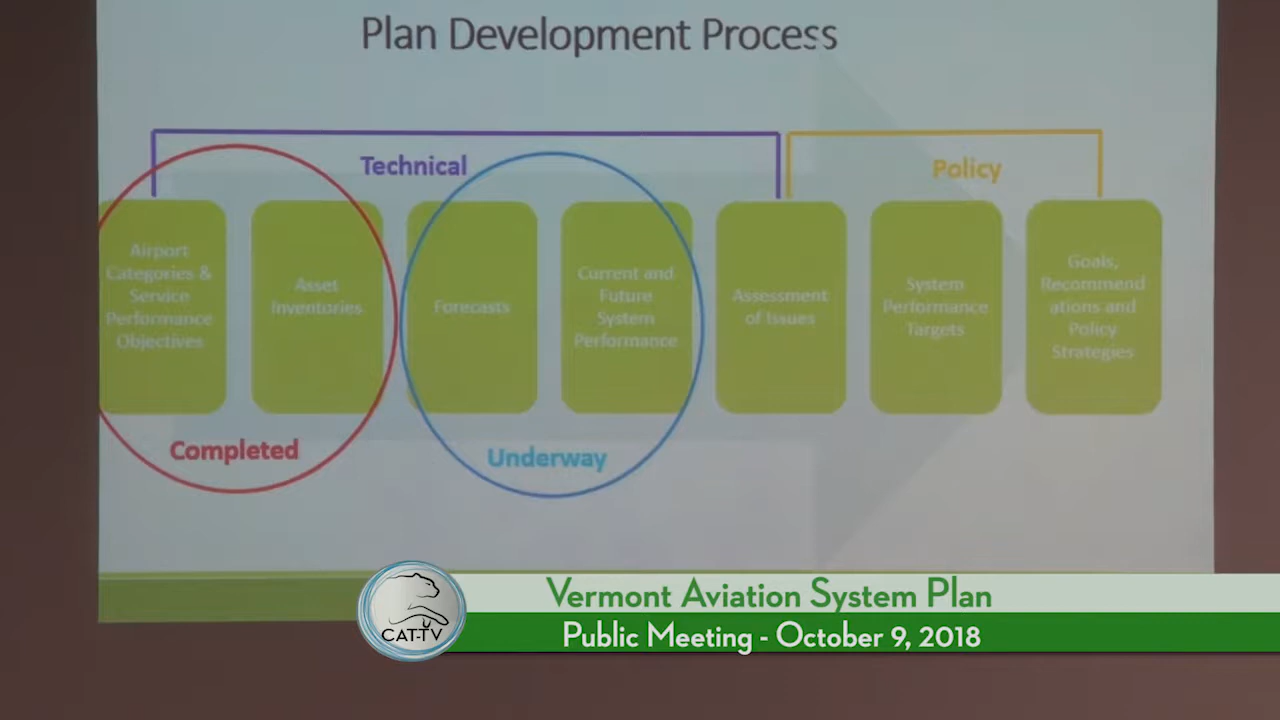 Plan Development Process
Technical
Policy
Airport
Categories &
Service
Performance
Objectives
Asset
Inventories
Forecasts
Current and
Future
System
Performance
Assessment
of Issues
System
Performance
Targets
Goals,
Recommend
ations and
Policy
Strategies
Completed
Underway
CAT-TV
Vermont Aviation System Plan
Public Meeting - October 9, 2018